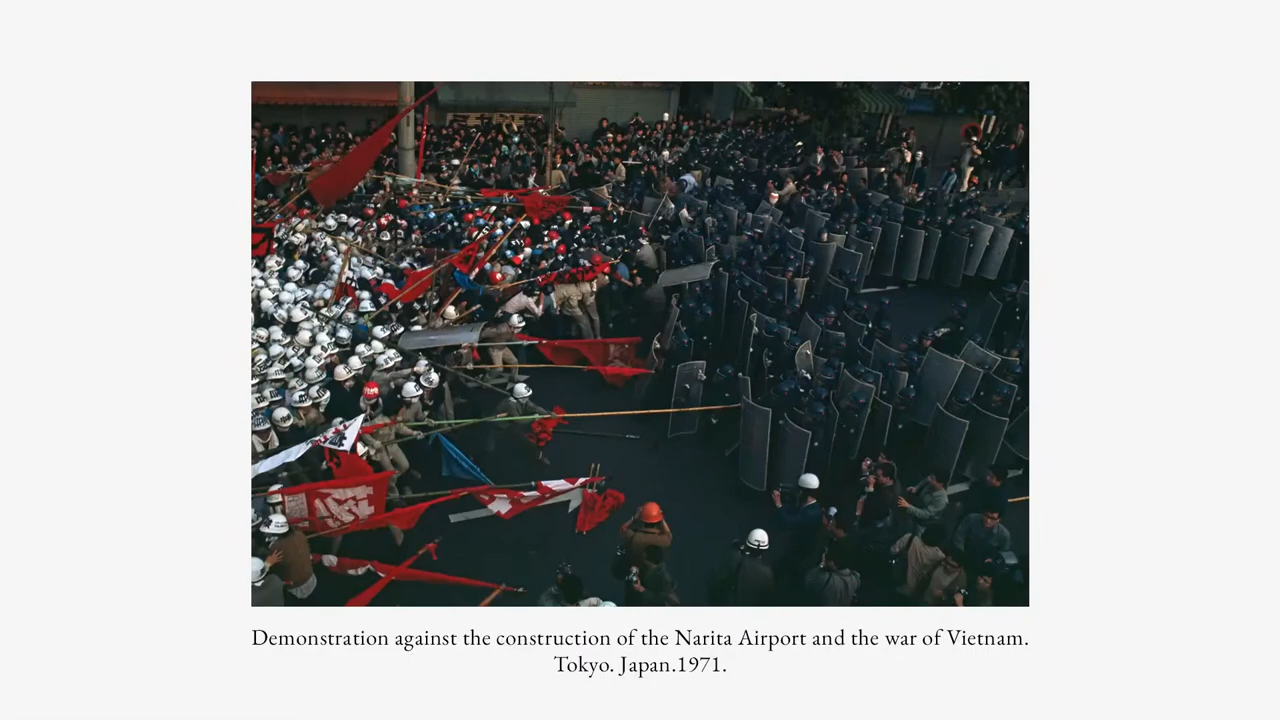 Demonstration against the construction of the Narita Airport and the war of Vietnam.
Tokyo. Japan.1971.